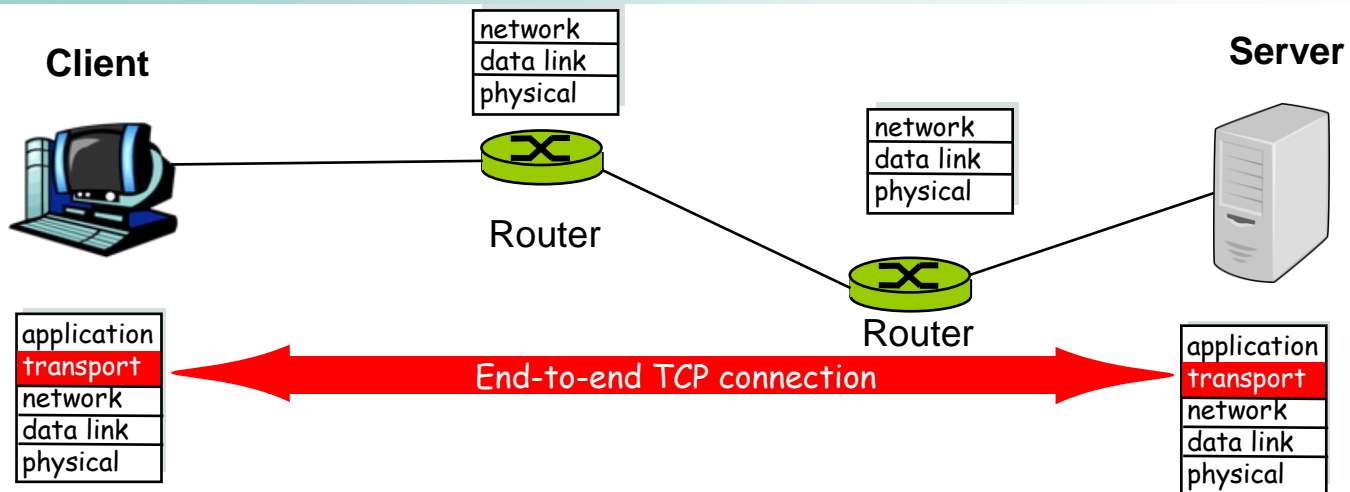 Client
network
data link
physical
Server
network
data link
physical
Router
Router
application
transport
network
data link
physical
End-to-end TCP connection
application
transport
network
data link
physical